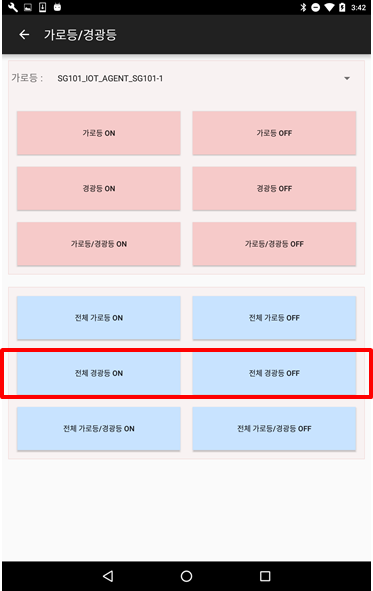 3:42
가로등/경광등
가로등 : SG101_IOT_AGENT_SG101-1
가로등 ON 가로등 OFF
경광등 ON 경광등 OFF
가로등/경광등 ON 가로등/경광등 OFF
전체 가로등 ON 전체 가로등 OFF
전체 경광등 ON 전체 경광등 OFF
전체 가로등/경광등 ON 전체 가로등/경광등 OFF